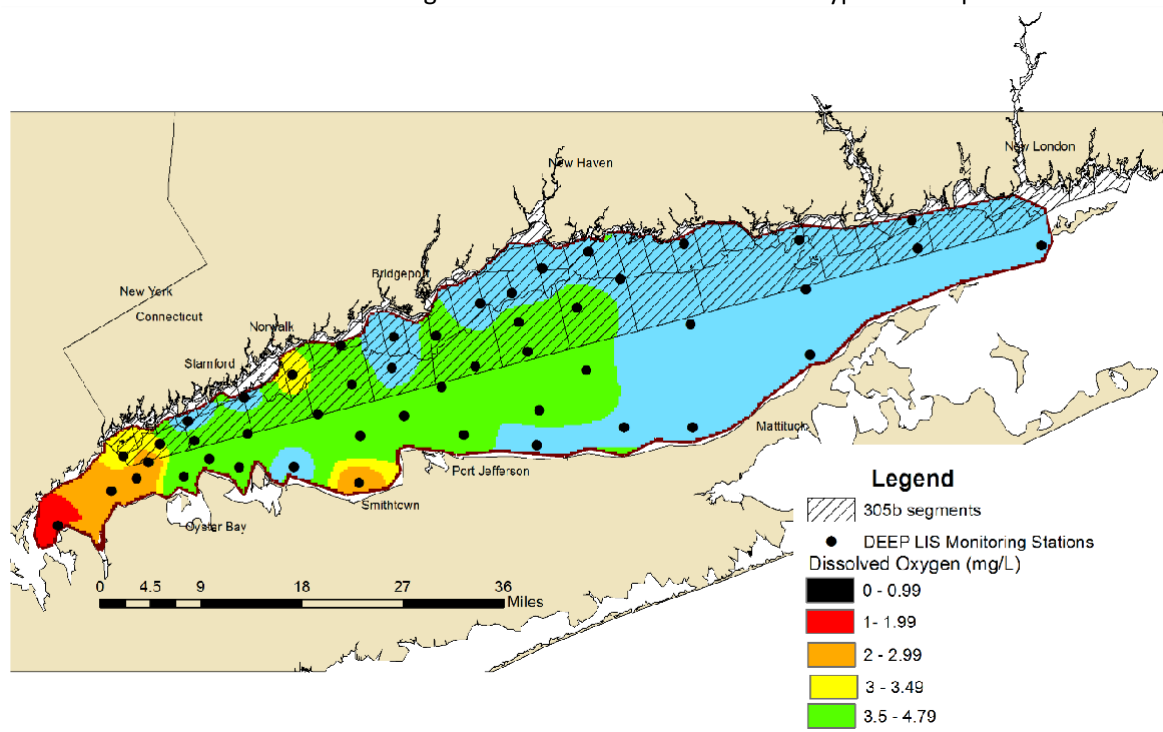 New London
New Haven
Bridgeport
New York
Connecticut
Norwalk
Stamford
Mattituck
Port Jefferson
Smithtown
Oyster Bay
0 4.5 9 18 27 36
Miles
Legend
305b segments
DEEP LIS Monitoring Stations
Dissolved Oxygen (mg/L)
0 - 0.99
1- 1.99
2 - 2.99
3 - 3.49
3.5 - 4.79